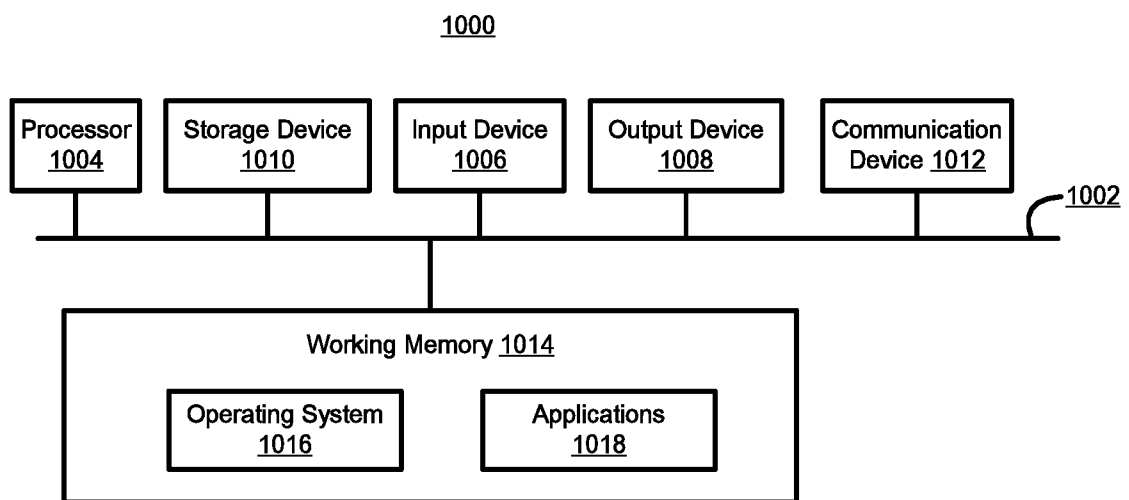 1000
Processor
1004
Storage Device
1010
Input Device
1006
Output Device
1008
Communication
Device 1012
1002
Working Memory 1014
Operating System
1016
Applications
1018